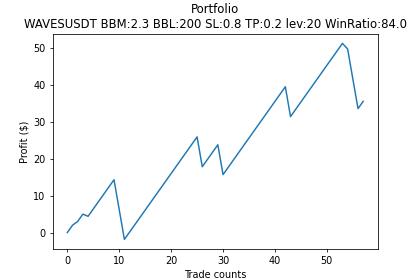 Portfolio
WAVESUSDT BBM:2.3 BBL:200 SL:0.8 TP:0.2 lev:20 WinRatio:84.0
50
40
30
20
10
0
Profit ($)
0 10 20 30 40 50
Trade counts